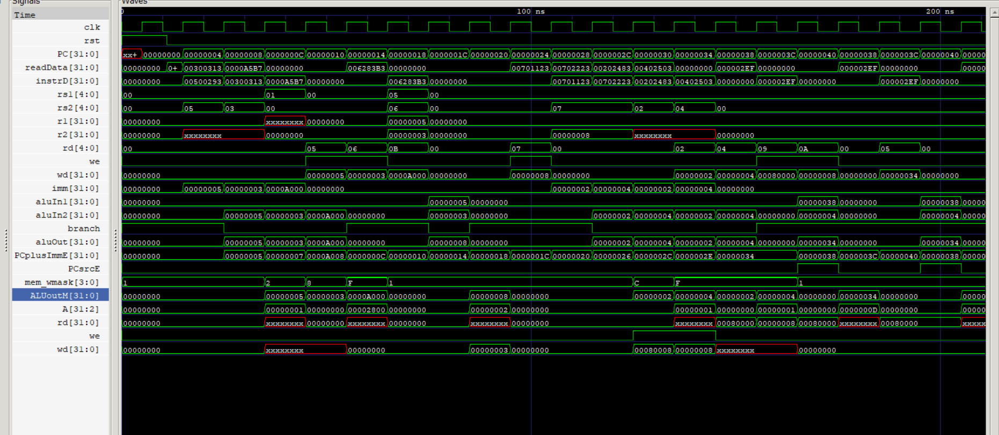 Signals
Waves
Time
0 100 ns 200 ns
clk
rst
PC[31:0] xx+ 00000000 00000004 00000008 0000000C 00000010 00000014 00000018 0000001C 00000020 00000024 00000028 0000002C 00000030 00000034 00000038 0000003C 00000040 00000038 0000003C 00000040 00000
readData[31:0] 00000000 0+ 00300313 0000A5B7 00000000 006283B3 00000000 00701123 00702223 00202483 00402503 00000000 000002EF 00000000 000002EF 00000000 00000
instrD[31:0] 00000000 00500293 00300313 0000A5B7 00000000 006283B3 00000000 00701123 00702223 00202483 00402503 00000000 000002EF 00000000 000002EF 00000000
rs1[4:0] 00 01 00 05 00
rs2[4:0] 00 05 03 00 06 00 07 02 04 00
r1[31:0] 00000000 xxxxxxxx 00000000 00000005 00000000
r2[31:0] 00000000 xxxxxxxx 00000000 00000003 00000000 00000008 xxxxxxxx 00000000
rd[4:0] 00 05 06 0B 00 07 00 02 04 09 0A 00 05 00
we
wd[31:0] 00000000 00000005 00000003 0000A000 00000000 00000008 00000000 00000002 00000004 00080000 00000008 00000000 00000034 00000000
imm[31:0] 00000000 00000005 00000003 0000A000 00000000 00000002 00000004 00000002 00000004 00000000
aluIn1[31:0] 00000000 00000005 00000000 00000038 00000000 00000038 00000
aluIn2[31:0] 00000000 00000005 00000003 0000A000 00000000 00000003 00000000 00000002 00000004 00000002 00000004 00000000 00000004 00000000 00000004 00000
branch
aluOut[31:0] 00000000 00000005 00000003 0000A000 00000000 00000008 00000000 00000002 00000004 00000002 00000004 00000000 00000034 00000000 00000034 00000
PCplusImmE[31:0] 00000000 00000005 00000007 0000A008 0000000C 00000010 00000014 00000018 0000001C 00000020 00000026 0000002C 0000002E 00000034 00000038 0000003C 00000040 00000038 00000
PCsrcE
mem_wmask[3:0] 1 2 8 F 1 C F 1
ALUoutM[31:0] 00000000 00000005 00000003 0000A000 00000000 00000008 00000000 00000002 00000004 00000002 00000004 00000000 00000034 00000000 00000
A[31:2] 00000000 00000001 00000000 00002800 00000000 00000002 00000000 00000001 00000000 00000001 00000000 0000000D 00000000 00000
rd[31:0] 00000000 xxxxxxxx 00000000 xxxxxxxx 00000000 xxxxxxxx 00000000 xxxxxxxx 00080000 00000008 00080000 xxxxxxxx 00080000 xxxxx
we
wd[31:0] 00000000 xxxxxxxx 00000000 00000003 00000000 00080008 00000008 xxxxxxxx 00000000